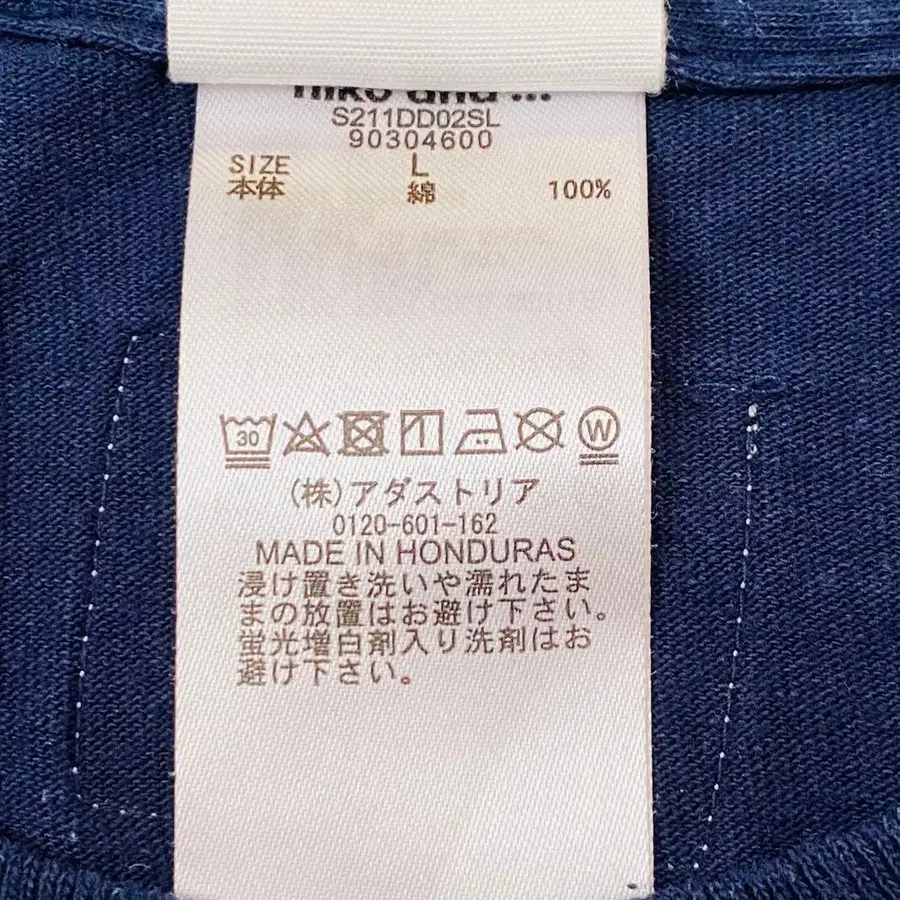 niko and ...
S211DD02SL
90304600
SIZE L
本体 綿 100%
30 W
(株)アダストリア
0120-601-162
MADE IN HONDURAS
浸け置き洗いや濡れたま
まの放置はお避け下さい。
蛍光増白剤入り洗剤はお
避け下さい。